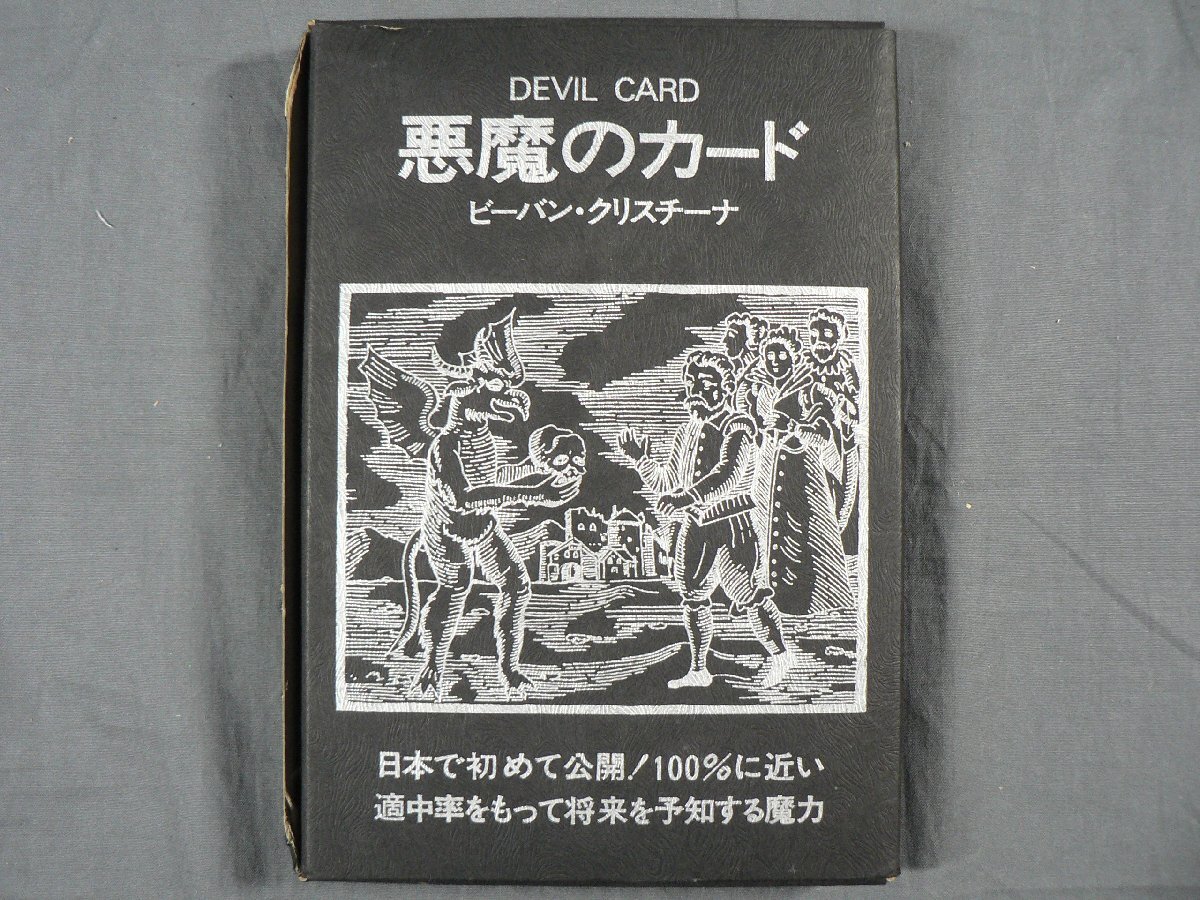 DEVIL CARD
悪魔のカード
ビーバン・クリスチーナ
日本で初めて公開!100%に近い
適中率をもって将来を予知する魔力